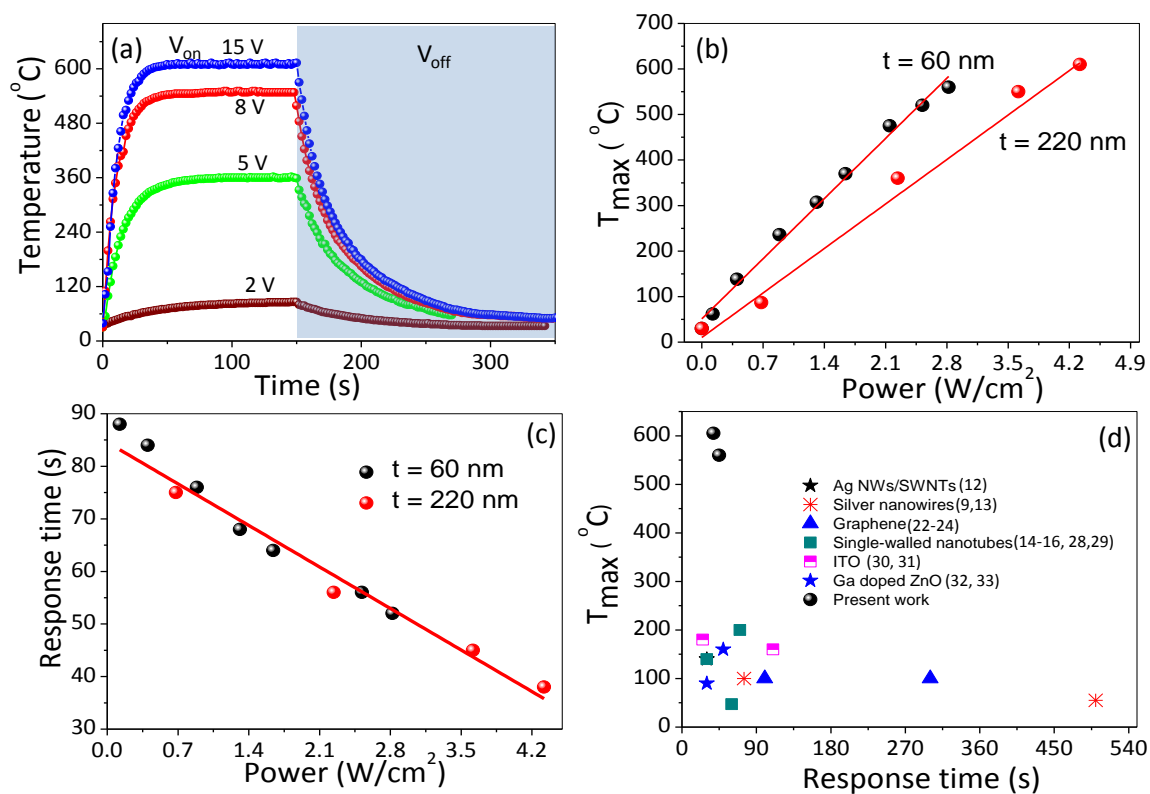 (a)
V_on
15 V
V_off
8 V
5 V
2 V
600
480
360
240
120
0
Temperature (°C)
0 100 200 300
Time (s)
(b)
t = 60 nm
t = 220 nm
700
600
500
400
300
200
100
0
T_max ( °C)
0.0 0.7 1.4 2.1 2.8 3.5 4.2 4.9
Power (W/cm²)
(c)
t = 60 nm
t = 220 nm
90
80
70
60
50
40
30
Response time (s)
0.0 0.7 1.4 2.1 2.8 3.5 4.2
Power (W/cm²)
(d)
Ag NWs/SWNTs (12)
Silver nanowires (9,13)
Graphene (22-24)
Single-walled nanotubes (14-16, 28,29)
ITO (30, 31)
Ga doped ZnO (32, 33)
Present work
600
500
400
300
200
100
0
T_max ( °C)
0 90 180 270 360 450 540
Response time (s)